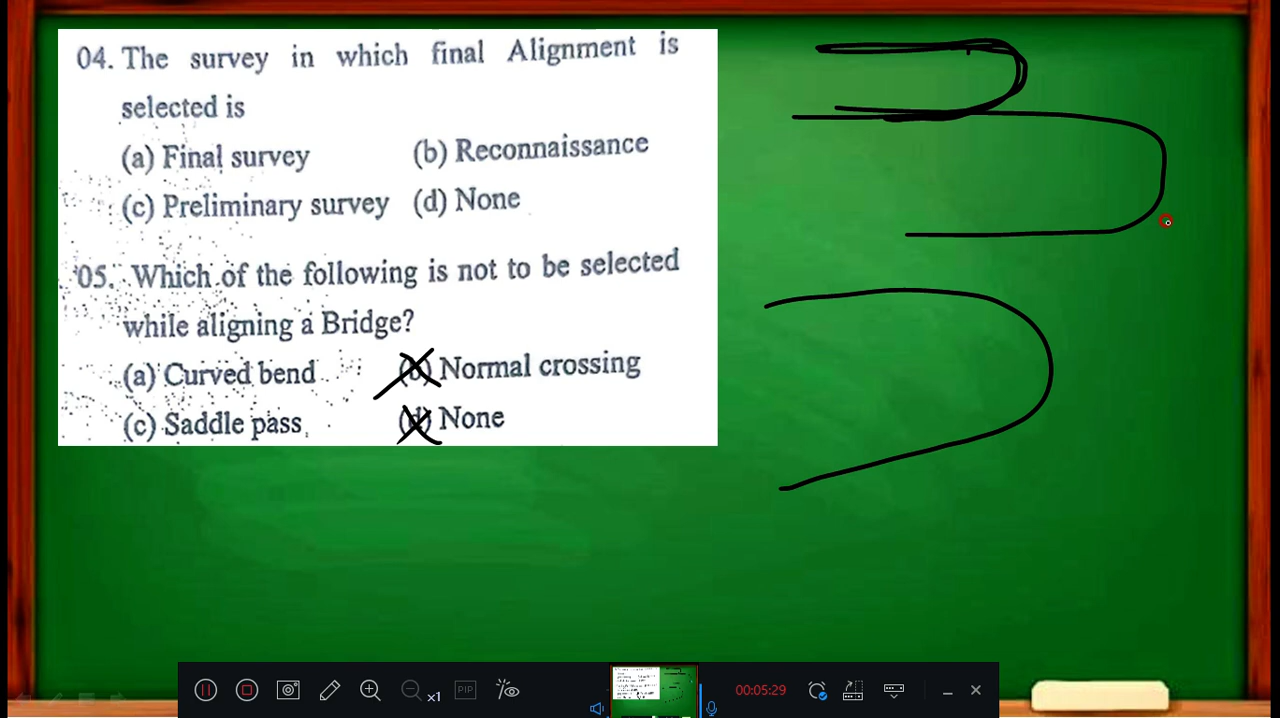 04. The survey in which final Alignment is
selected is
(a) Final survey (b) Reconnaissance
(c) Preliminary survey (d) None
05. Which of the following is not to be selected
while aligning a Bridge?
(a) Curved bend (b) Normal crossing
(c) Saddle pass (d) None
x1 PIP 00:05:29